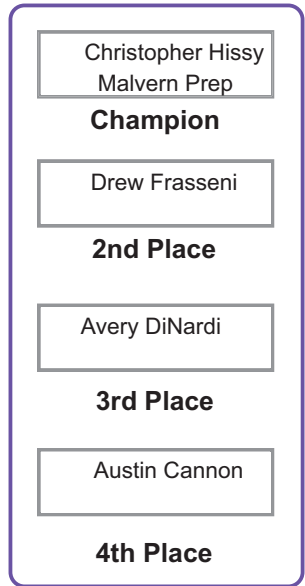 Christopher Hissy
Malvern Prep
Champion
Drew Frasseni
2nd Place
Avery DiNardi
3rd Place
Austin Cannon
4th Place